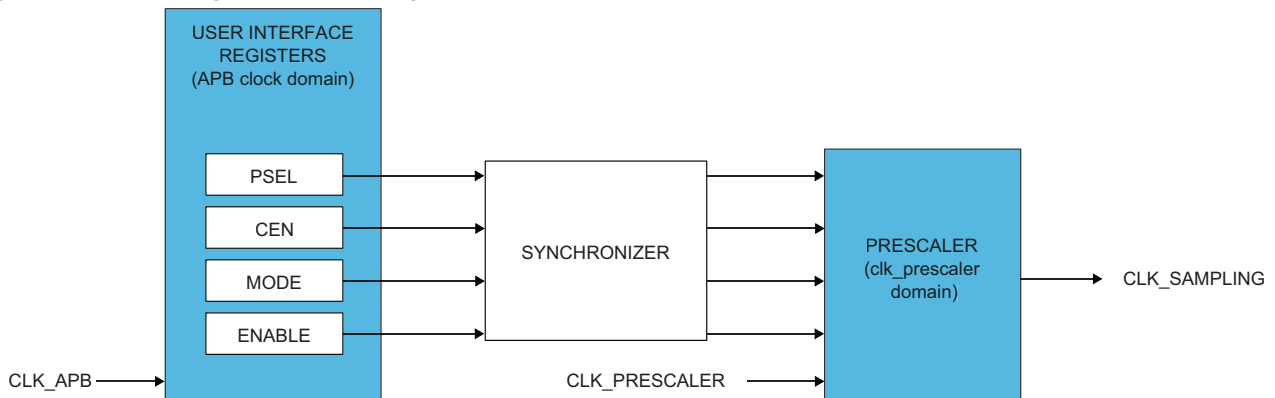 USER INTERFACE
REGISTERS
(APB clock domain)
PSEL
CEN
MODE
ENABLE
SYNCHRONIZER
PRESCALER
(clk_prescaler
domain)
CLK_SAMPLING
CLK_APB
CLK_PRESCALER